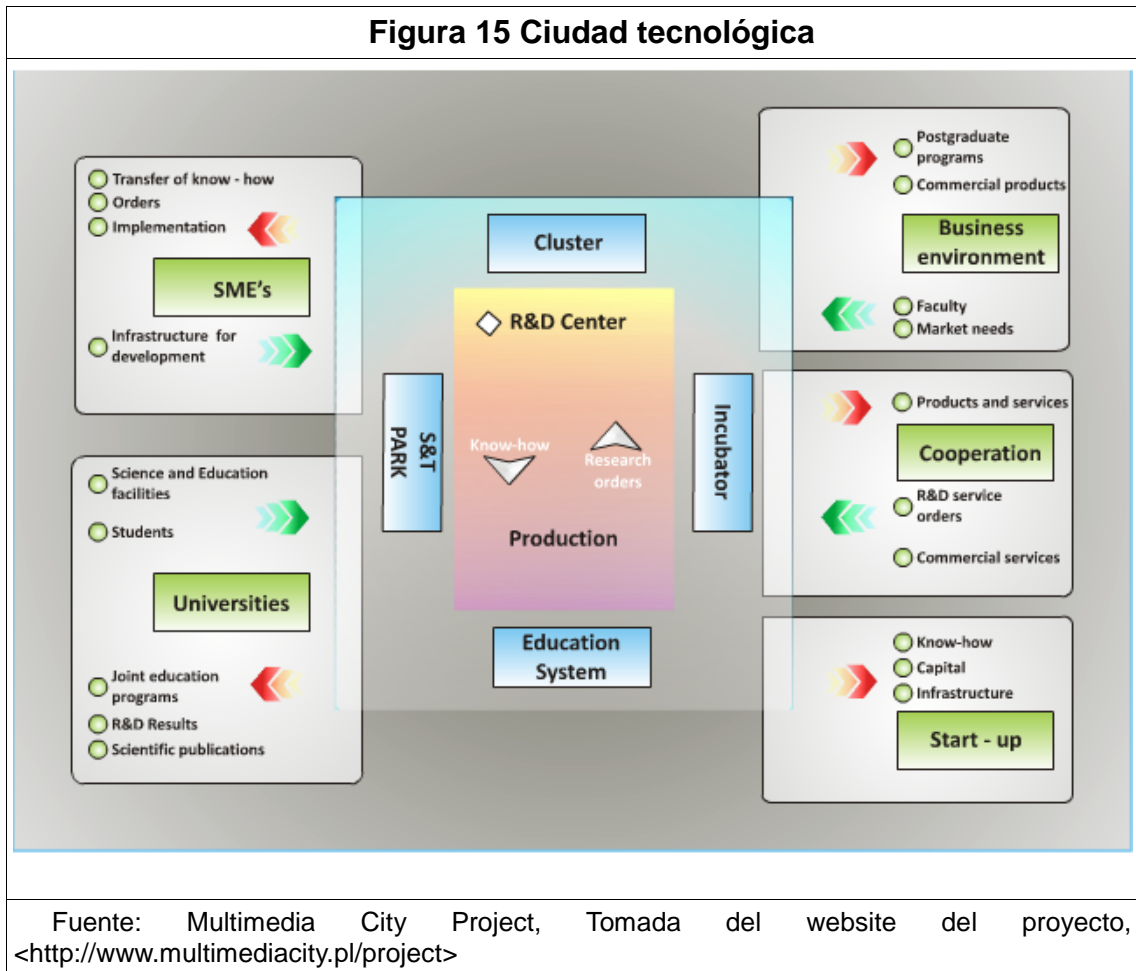 Figura 15 Ciudad tecnológica
Transfer of know - how
Orders
Implementation
SME's
Infrastructure for
development
Science and Education
facilities
Students
Universities
Joint education
programs
R&D Results
Scientific publications
Cluster
R&D Center
S&T
PARK
Know-how
Research
orders
Incubator
Production
Education
System
Postgraduate
programs
Commercial products
Business
environment
Faculty
Market needs
Products and services
Cooperation
R&D service
orders
Commercial services
Know-how
Capital
Infrastructure
Start - up
Fuente: Multimedia City Project, Tomada del website del proyecto,
<http://www.multimediacity.pl/project>